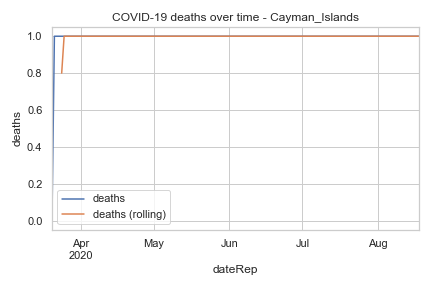 COVID-19 deaths over time - Cayman_Islands
1.0
0.8
0.6
0.4
0.2
0.0
deaths
deaths
deaths (rolling)
Apr
2020
May
Jun
Jul
Aug
dateRep